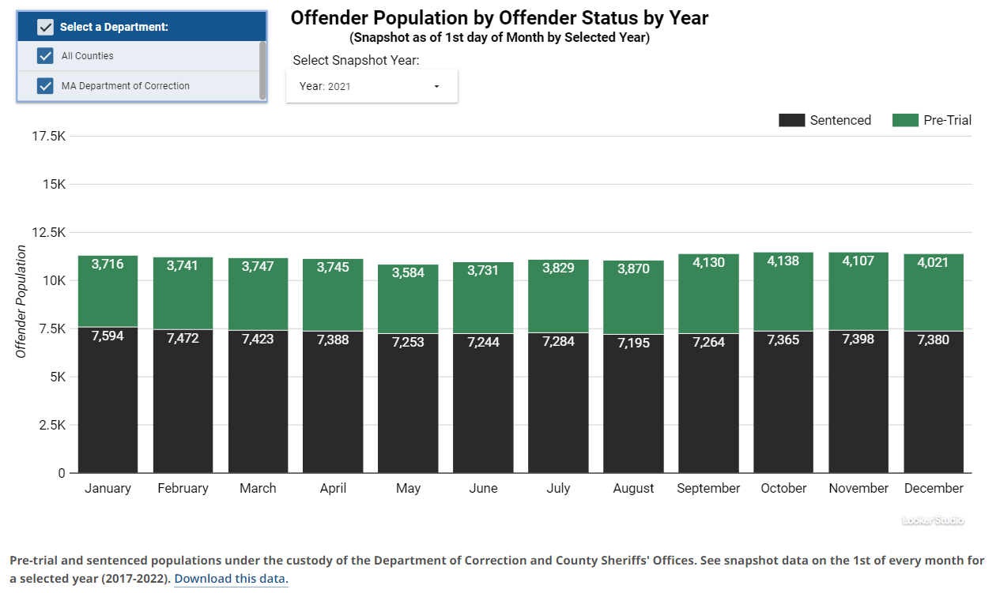 Select a Department:
All Counties
MA Department of Correction
Offender Population by Offender Status by Year
(Snapshot as of 1st day of Month by Selected Year)
Select Snapshot Year:
Year: 2021
Sentenced
Pre-Trial
17.5K
15K
12.5K
10K
7.5K
5K
2.5K
0
Offender Population
3,716
3,741
3,747
3,745
3,584
3,731
3,829
3,870
4,130
4,138
4,107
4,021
7,594
7,472
7,423
7,388
7,253
7,244
7,284
7,195
7,264
7,365
7,398
7,380
January
February
March
April
May
June
July
August
September
October
November
December
Looker Studio
Pre-trial and sentenced populations under the custody of the Department of Correction and County Sheriffs' Offices. See snapshot data on the 1st of every month for
a selected year (2017-2022). Download this data.